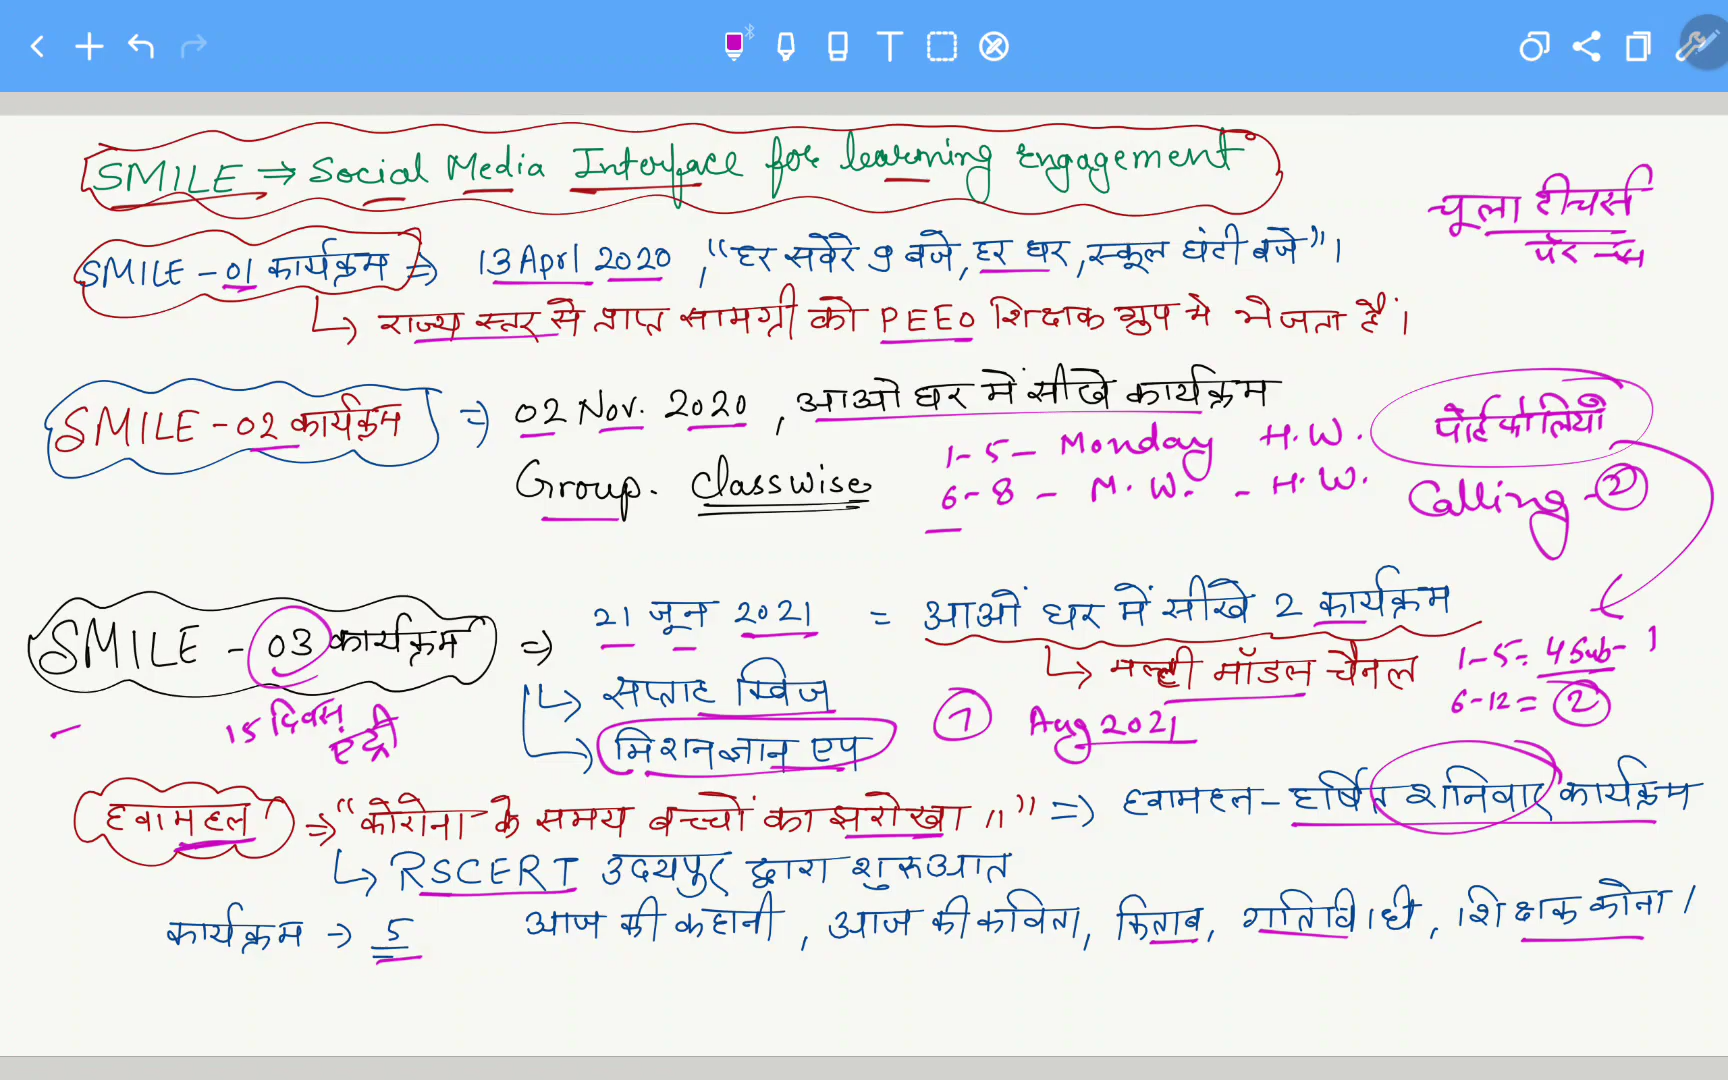 SMILE ⇒ Social Media Interface for learning Engagement
चूला टीचर्स
SMILE - 01 कार्यक्रम ⇒ 13 April 2020, "हर सवेरे 9 बजे, हर घर, स्कूल घंटी बजे"।
↳ राज्य स्तर से प्राप्त सामग्री को PEEO शिक्षक ग्रुप मे भेजता है।
SMILE - 02 कार्यक्रम ⇒ 02 Nov. 2020, आओ घर में सीखे कार्यक्रम
1-5 - Monday H.W.
पोर्टफोलियो
Group. Classwise
6-8 - M.W. - H.W.
Calling - 2
SMILE - 03 कार्यक्रम ⇒ 21 जून 2021 = आओं घर में सीखे 2 कार्यक्रम
↳ मल्टी मॉडल चैनल
1-5 = 4 Sub- 1
6-12 = 2
↳ सप्ताह क्विज
15 दिवस
एंट्री
→ मिशन ज्ञान एप
7 Aug 2021
हवामहल ⇒ "कोरोना के समय बच्चों का झरोखा ।।" ⇒ हवामहल - हर्षित शनिवार कार्यक्रम
↳ RSCERT उदयपुर द्वारा शुरुआत
कार्यक्रम → 5 आज की कहानी, आज की कविता, किताब, गतिविधी, शिक्षक कोना।